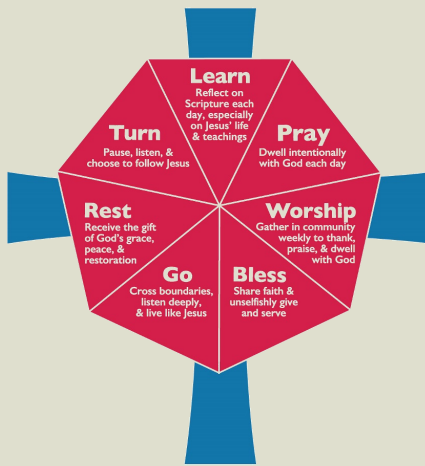 Learn
Reflect on
Scripture each
day, especially
on Jesus' life
& teachings
Pray
Dwell intentionally
with God each day
Worship
Gather in community
weekly to thank,
praise, & dwell
with God
Bless
Share faith &
unselfishly give
and serve
Go
Cross boundaries,
listen deeply,
& live like Jesus
Rest
Receive the gift
of God's grace,
peace, &
restoration
Turn
Pause, listen, &
choose to follow Jesus